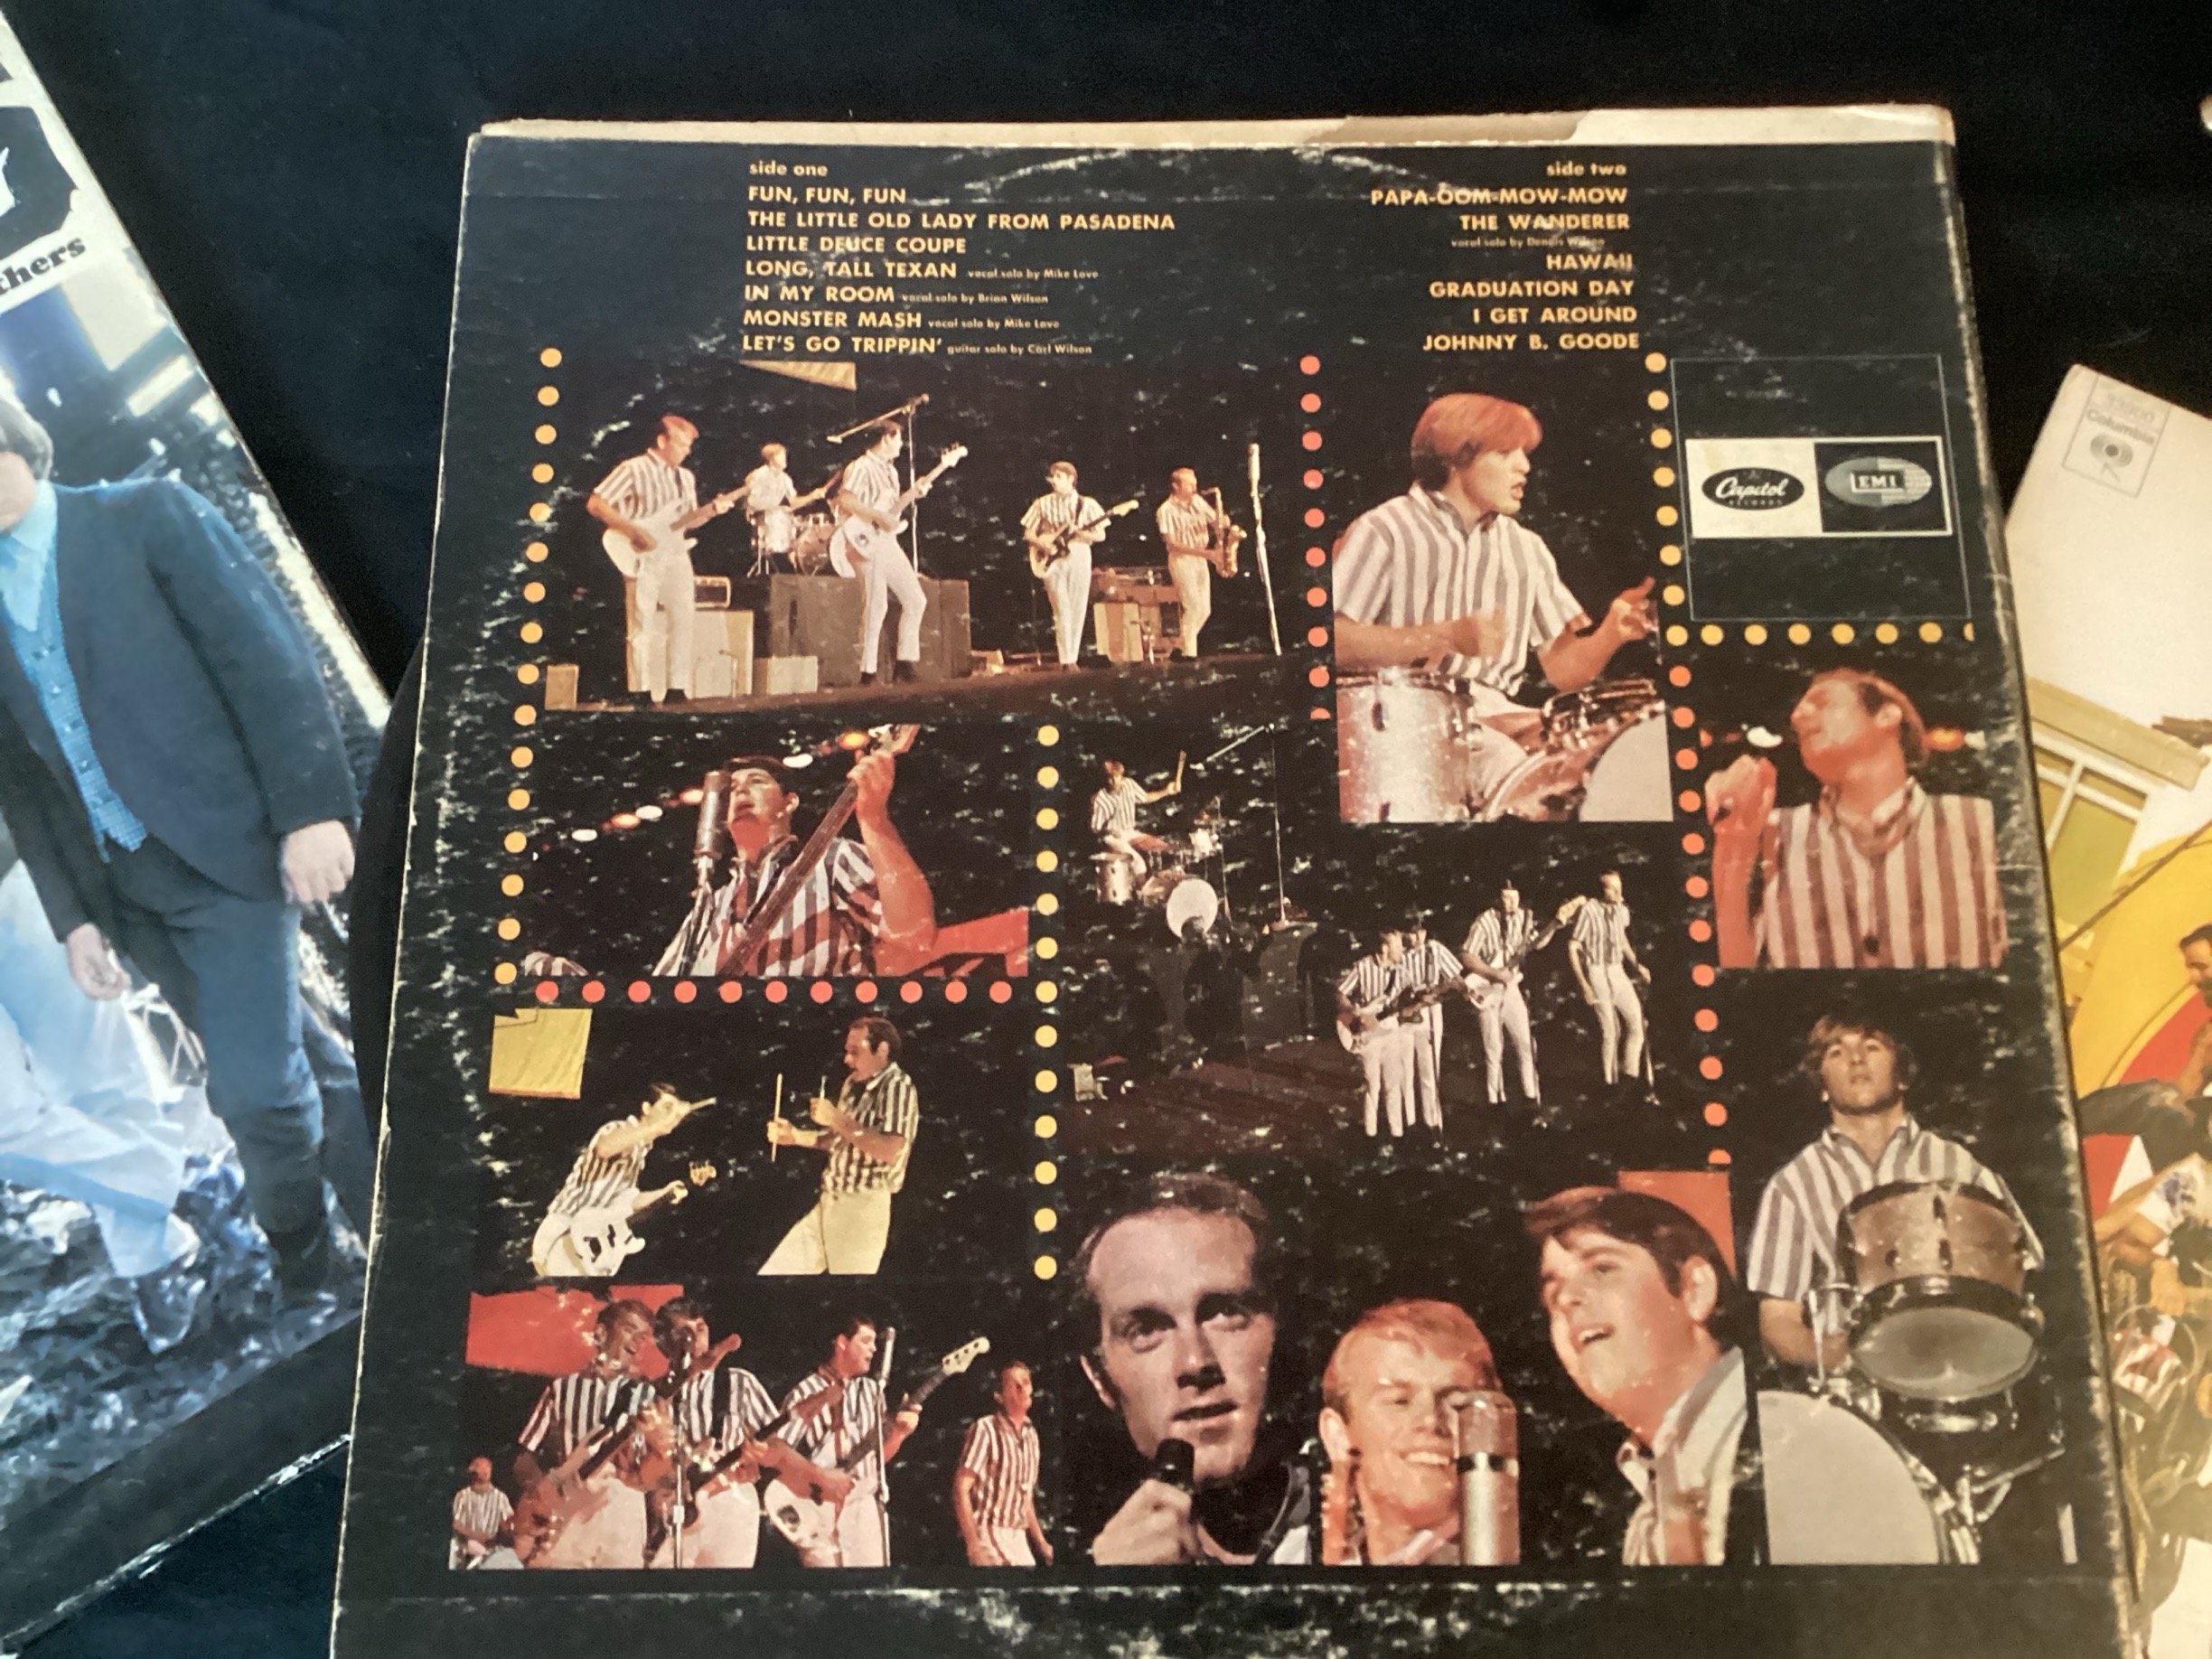 side one
FUN, FUN, FUN
THE LITTLE OLD LADY FROM PASADENA
LITTLE DEUCE COUPE
LONG, TALL TEXAN vocal solo by Mike Love
IN MY ROOM vocal solo by Brian Wilson
MONSTER MASH vocal solo by Mike Love
LET'S GO TRIPPIN' guitar solo by Carl Wilson
side two
PAPA-OOM-MOW-MOW
THE WANDERER
vocal solo by Dennis Wilson
HAWAII
GRADUATION DAY
I GET AROUND
JOHNNY B. GOODE
Capitol
RECORDS
EMI
Columbia